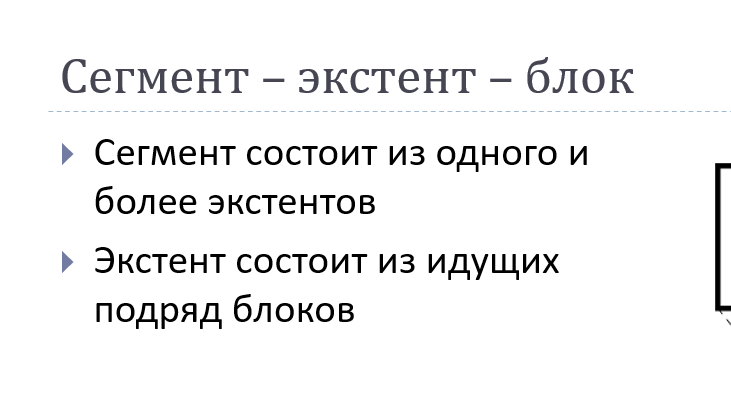 Сегмент – экстент – блок
Сегмент состоит из одного и
более экстентов
Экстент состоит из идущих
подряд блоков